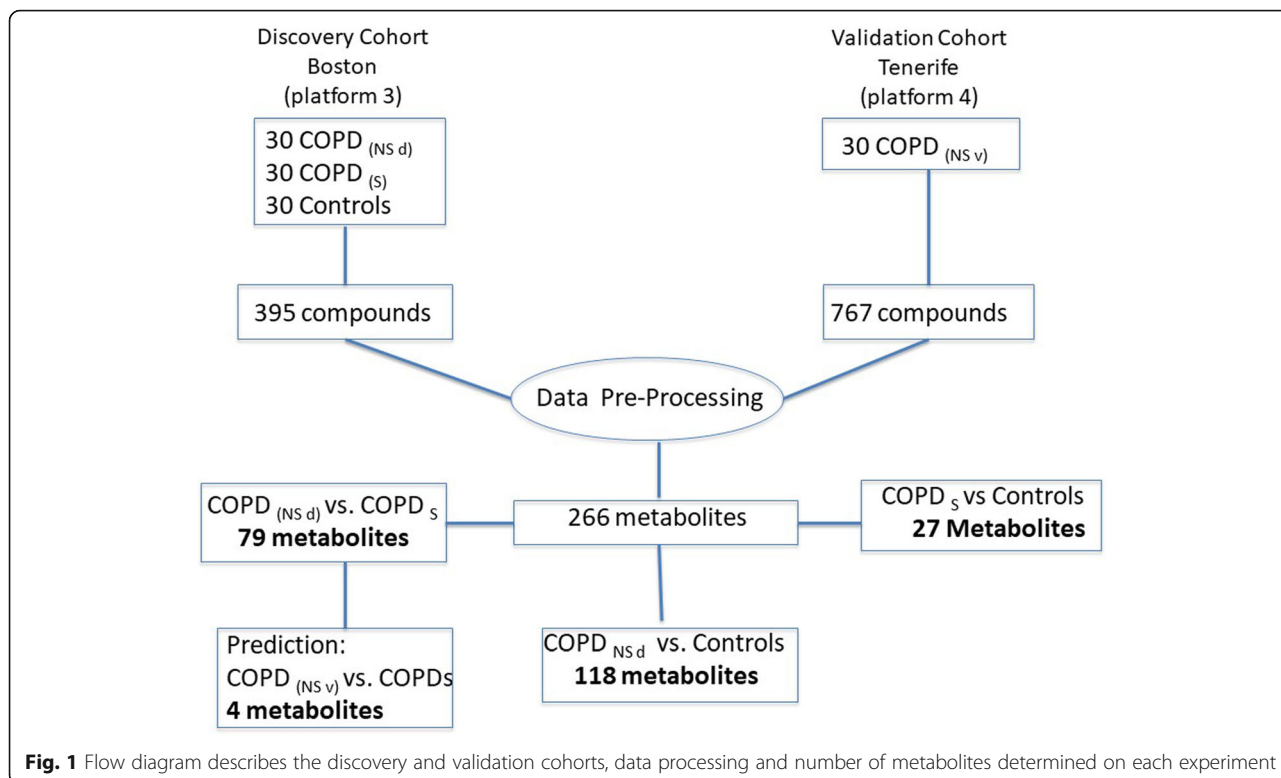 Discovery Cohort
Boston
(platform 3)
30 COPD (NS d)
30 COPD (S)
30 Controls
395 compounds
Validation Cohort
Tenerife
(platform 4)
30 COPD (NS v)
767 compounds
Data Pre-Processing
COPD (NS d) vs. COPD S
79 metabolites
266 metabolites
COPD S vs Controls
27 Metabolites
Prediction:
COPD (NS v) vs. COPDs
4 metabolites
COPD NS d vs. Controls
118 metabolites
Fig. 1 Flow diagram describes the discovery and validation cohorts, data processing and number of metabolites determined on each experiment